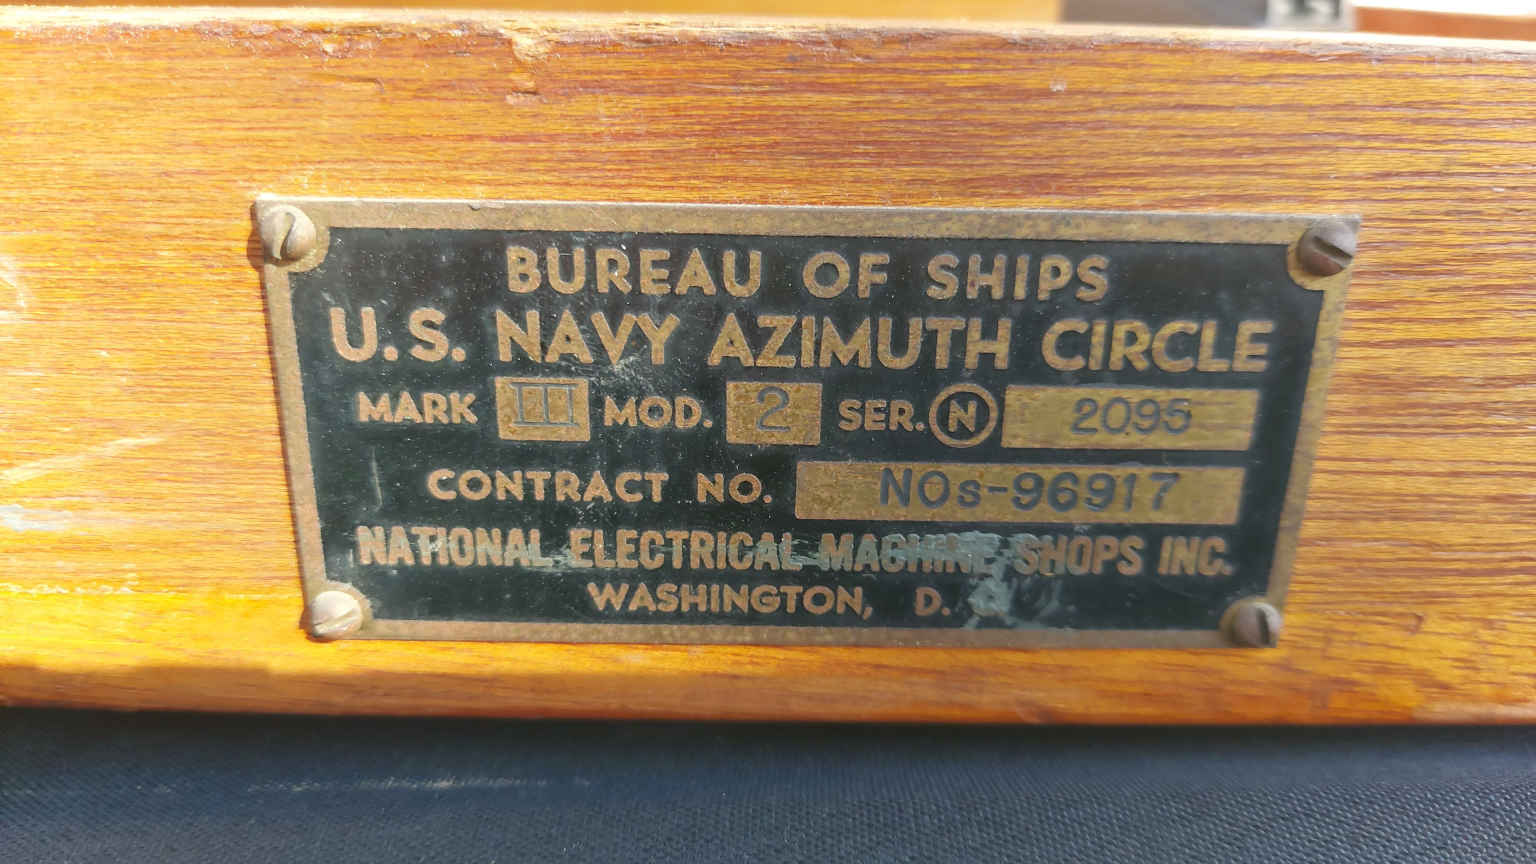 BUREAU OF SHIPS
U.S. NAVY AZIMUTH CIRCLE
MARK III MOD. 2 SER. N 2095
CONTRACT NO. NOs-96917
NATIONAL ELECTRICAL MACHINE SHOPS INC.
WASHINGTON, D.